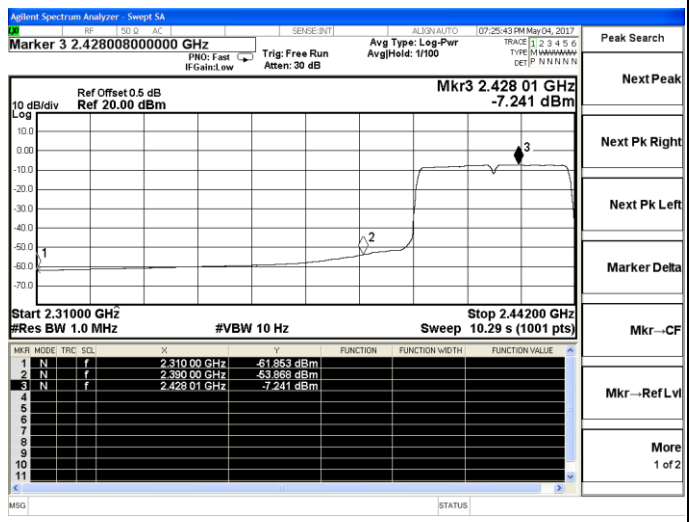 Agilent Spectrum Analyzer - Swept SA
RF 50 Ω AC SENSE:INT ALIGN AUTO 07:25:43 PM May 04, 2017
Marker 3 2.428008000000 GHz
PNO: Fast
IFGain:Low
Trig: Free Run
Atten: 30 dB
Avg Type: Log-Pwr
Avg|Hold: 1/100
TRACE 1 2 3 4 5 6
TYPE M WWWWW
DET P N N N N N
Peak Search
Next Peak
Next Pk Right
Next Pk Left
Marker Delta
Mkr→CF
Mkr→Ref Lvl
More
1 of 2
Ref Offset 0.5 dB
Ref 20.00 dBm
Mkr3 2.428 01 GHz
-7.241 dBm
10 dB/div
Log
10.0
0.00
-10.0
-20.0
-30.0
-40.0
-50.0
-60.0
-70.0
1
2
3
Start 2.31000 GHz
Stop 2.44200 GHz
#Res BW 1.0 MHz #VBW 10 Hz Sweep 10.29 s (1001 pts)
MKR MODE TRC SCL X Y FUNCTION FUNCTION WIDTH FUNCTION VALUE
1 N f 2.310 00 GHz -61.853 dBm
2 N f 2.390 00 GHz -53.868 dBm
3 N f 2.428 01 GHz -7.241 dBm
4
5
6
7
8
9
10
11
MSG STATUS